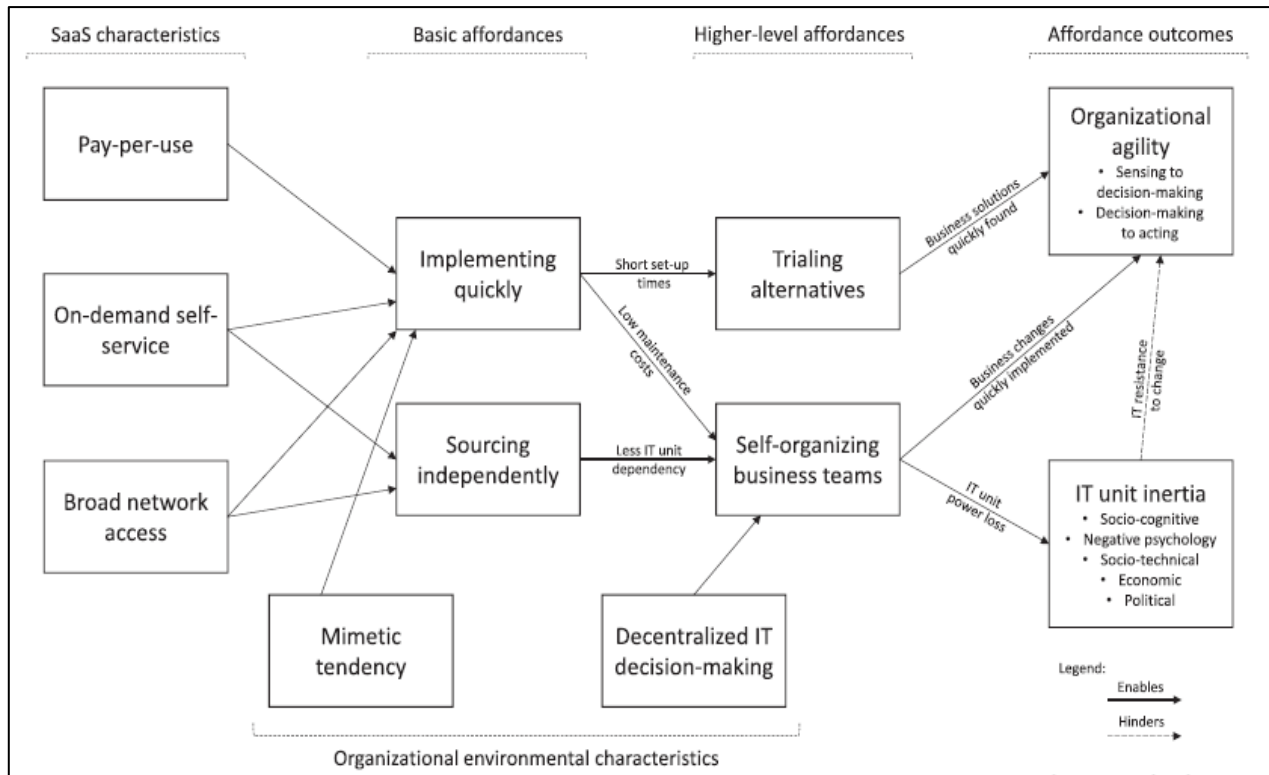 SaaS characteristics
Basic affordances
Higher-level affordances
Affordance outcomes
Pay-per-use
On-demand self-
service
Broad network
access
Implementing
quickly
Sourcing
independently
Mimetic
tendency
Short set-up
times
Low maintenance
costs
Less IT unit
dependency
Trialing
alternatives
Self-organizing
business teams
Decentralized IT
decision-making
Business solutions
quickly found
Business changes
quickly implemented
IT unit
power loss
IT resistance
to change
Organizational
agility
• Sensing to
decision-making
• Decision-making
to acting
IT unit inertia
• Socio-cognitive
• Negative psychology
• Socio-technical
• Economic
• Political
Organizational environmental characteristics
Legend:
Enables
Hinders